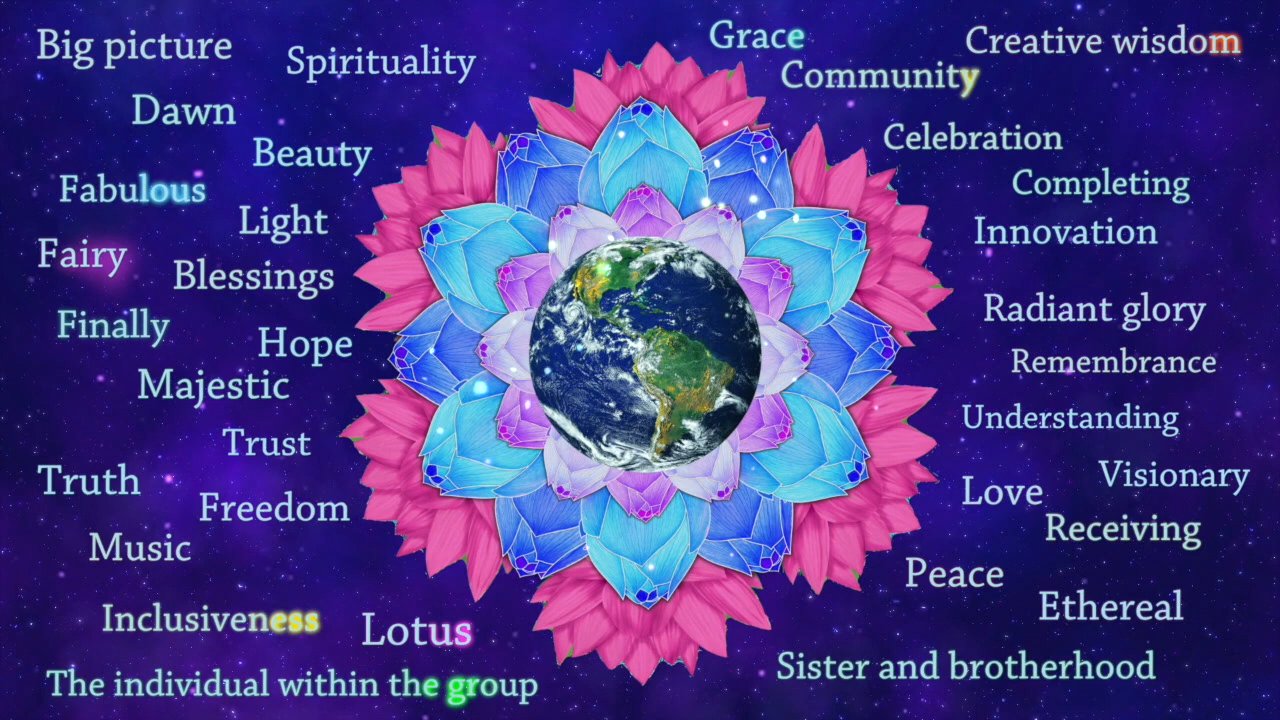 Big picture
Spirituality
Dawn
Beauty
Fabulous
Light
Fairy
Blessings
Finally
Hope
Majestic
Trust
Truth
Freedom
Music
Inclusiveness
Lotus
The individual within the group
Grace
Creative wisdom
Community
Celebration
Completing
Innovation
Radiant glory
Remembrance
Understanding
Visionary
Love
Receiving
Peace
Ethereal
Sister and brotherhood